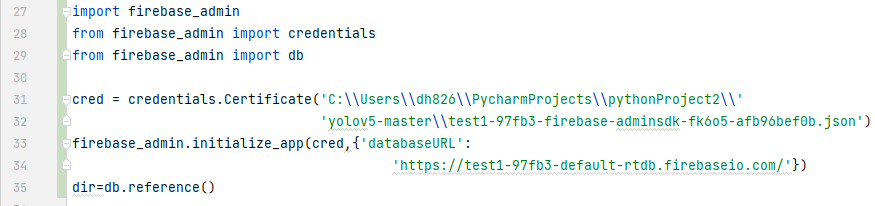 27 import firebase_admin
28 from firebase_admin import credentials
29 from firebase_admin import db
30
31 cred = credentials.Certificate('C:\\Users\\dh826\\PycharmProjects\\pythonProject2\\'
32 'yolov5-master\\test1-97fb3-firebase-adminsdk-fk6o5-afb96bef0b.json')
33 firebase_admin.initialize_app(cred,{'databaseURL':
34 'https://test1-97fb3-default-rtdb.firebaseio.com/'})
35 dir=db.reference()